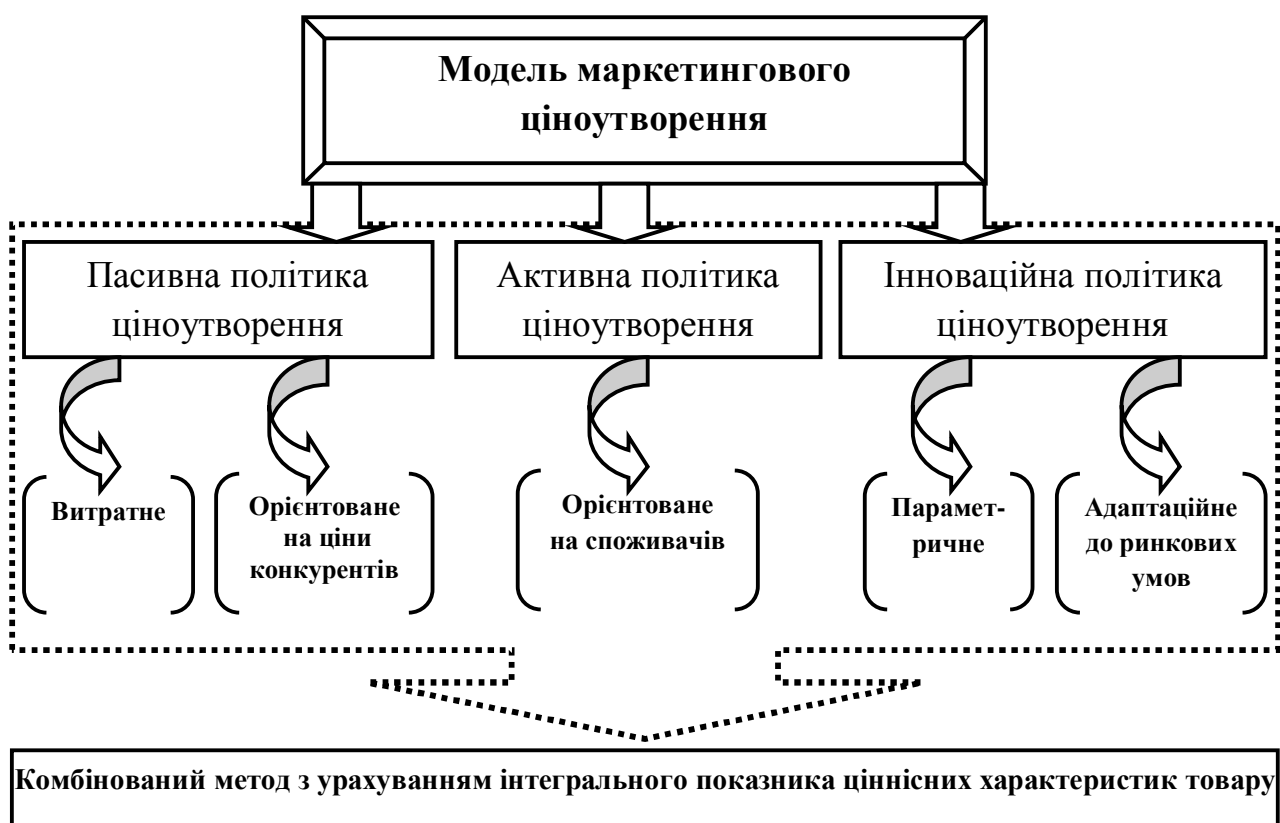 Модель маркетингового
ціноутворення
Пасивна політика
ціноутворення
Активна політика
ціноутворення
Інноваційна політика
ціноутворення
Витратне
Орієнтоване
на ціни
конкурентів
Орієнтоване
на споживачів
Парамет-
ричне
Адаптаційне
до ринкових
умов
Комбінований метод з урахуванням інтегрального показника ціннісних характеристик товару